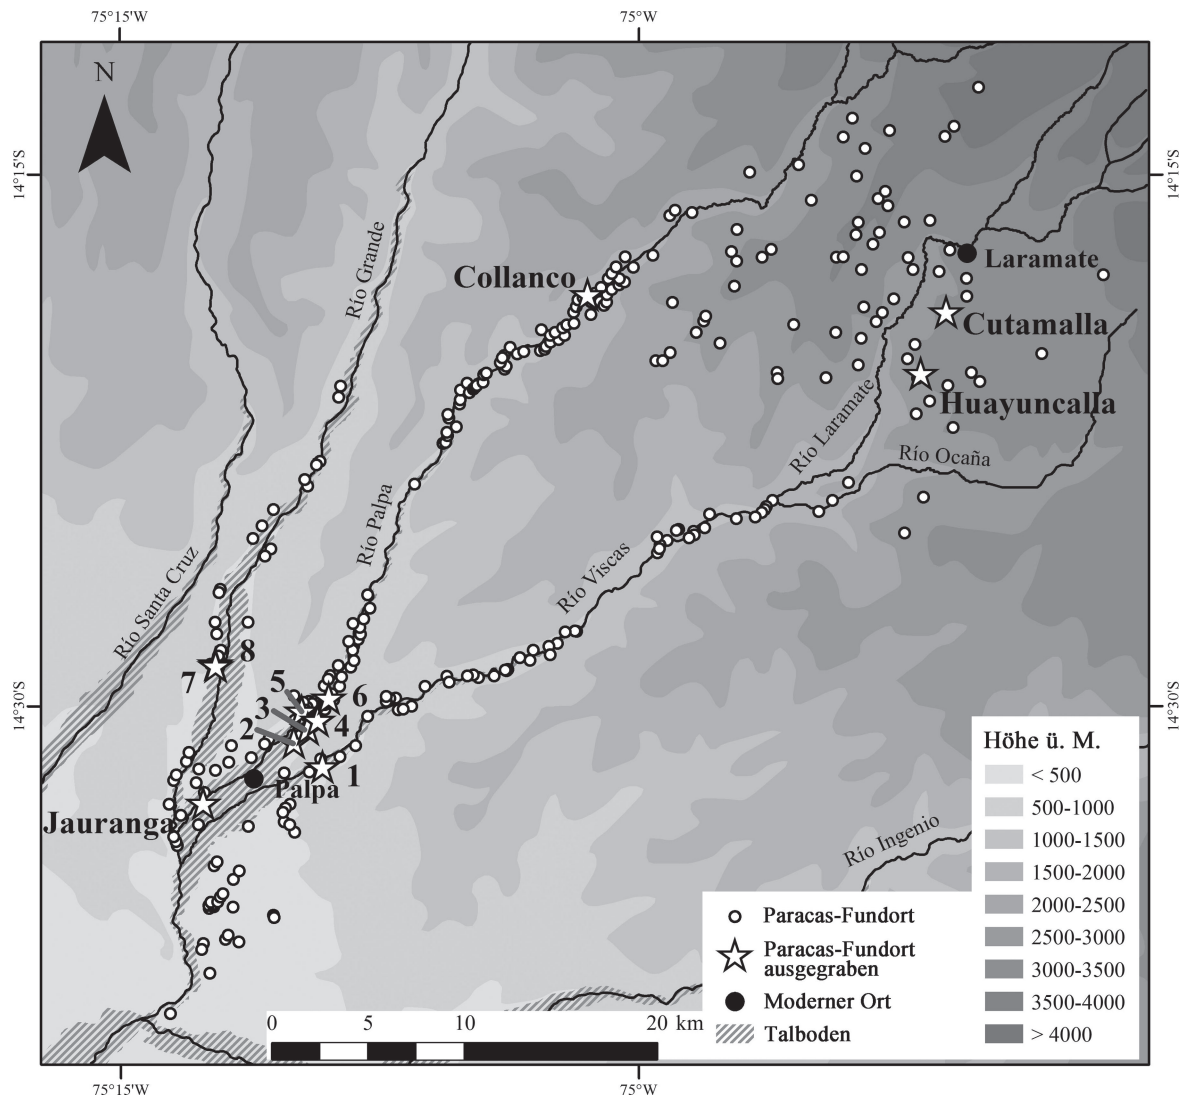 75°15'W
75°W
N
14°15'S
14°15'S
Río Grande
Collanco
Laramate
Cutamalla
Huayuncalla
Río Laramate
Río Ocaña
Río Palpa
Río Viscas
Río Santa Cruz
8
7
5
6
3
4
2
1
14°30'S
14°30'S
Palpa
Jauranga
Río Ingenio
Höhe ü. M.
< 500
500-1000
1000-1500
1500-2000
2000-2500
2500-3000
3000-3500
3500-4000
> 4000
Paracas-Fundort
Paracas-Fundort
ausgegraben
Moderner Ort
Talboden
0 5 10 20 km
75°15'W
75°W